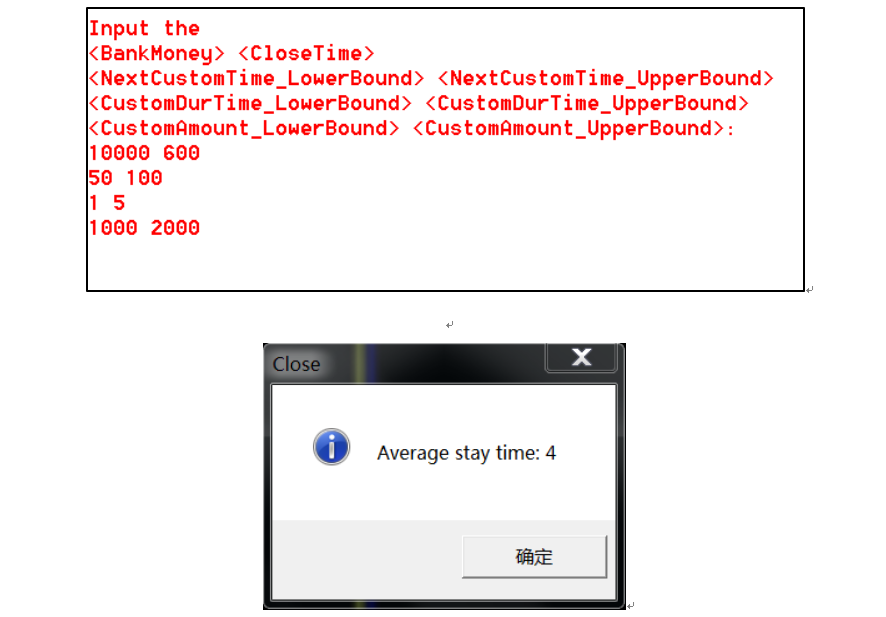 Input the
<BankMoney> <CloseTime>
<NextCustomTime_LowerBound> <NextCustomTime_UpperBound>
<CustomDurTime_LowerBound> <CustomDurTime_UpperBound>
<CustomAmount_LowerBound> <CustomAmount_UpperBound>:
10000 600
50 100
1 5
1000 2000
Close
Average stay time: 4
确定